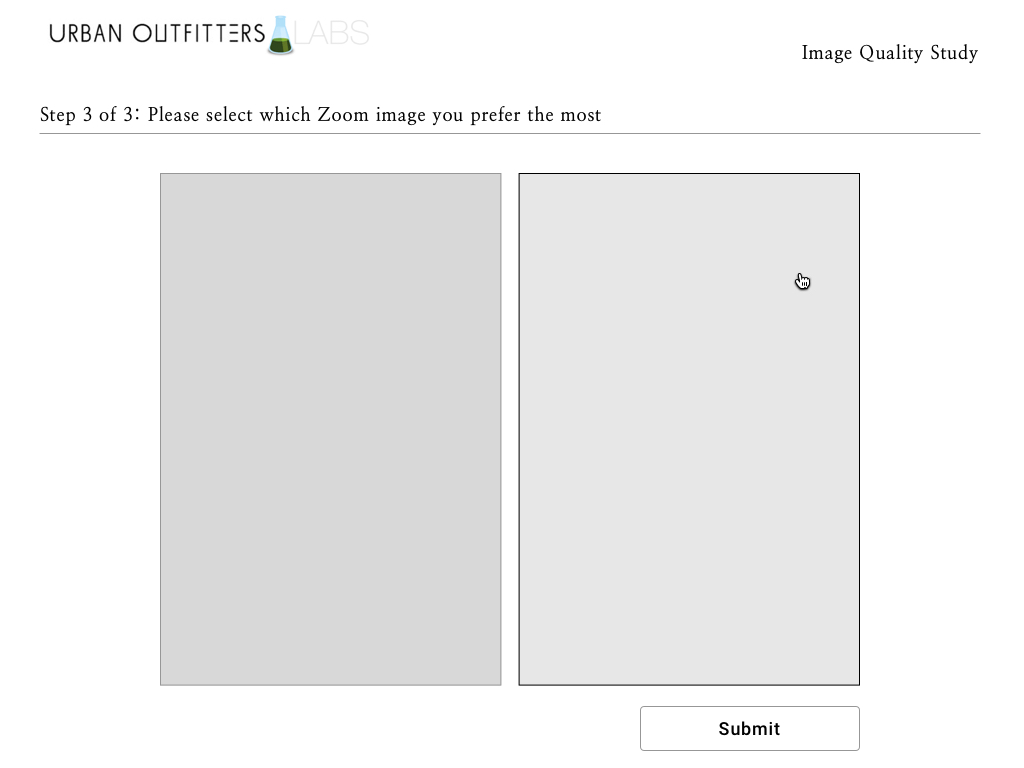 URBAN OUTFITTERS LABS
Image Quality Study
Step 3 of 3: Please select which Zoom image you prefer the most
Submit